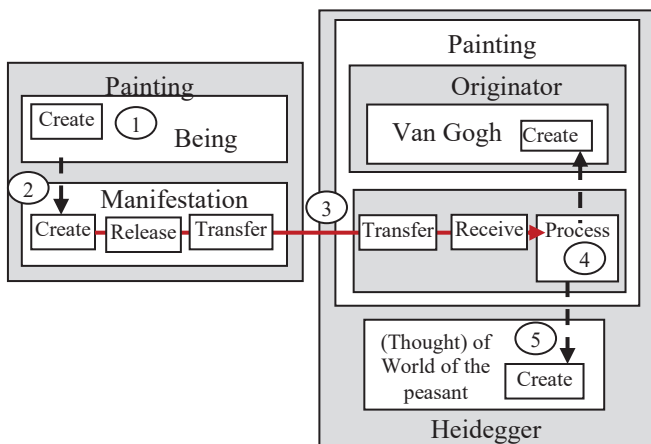 Painting
Create
1
Being
2
Manifestation
Create
Release
Transfer
3
Painting
Originator
Van Gogh
Create
Transfer
Receive
Process
4
5
(Thought) of
World of the
peasant
Create
Heidegger